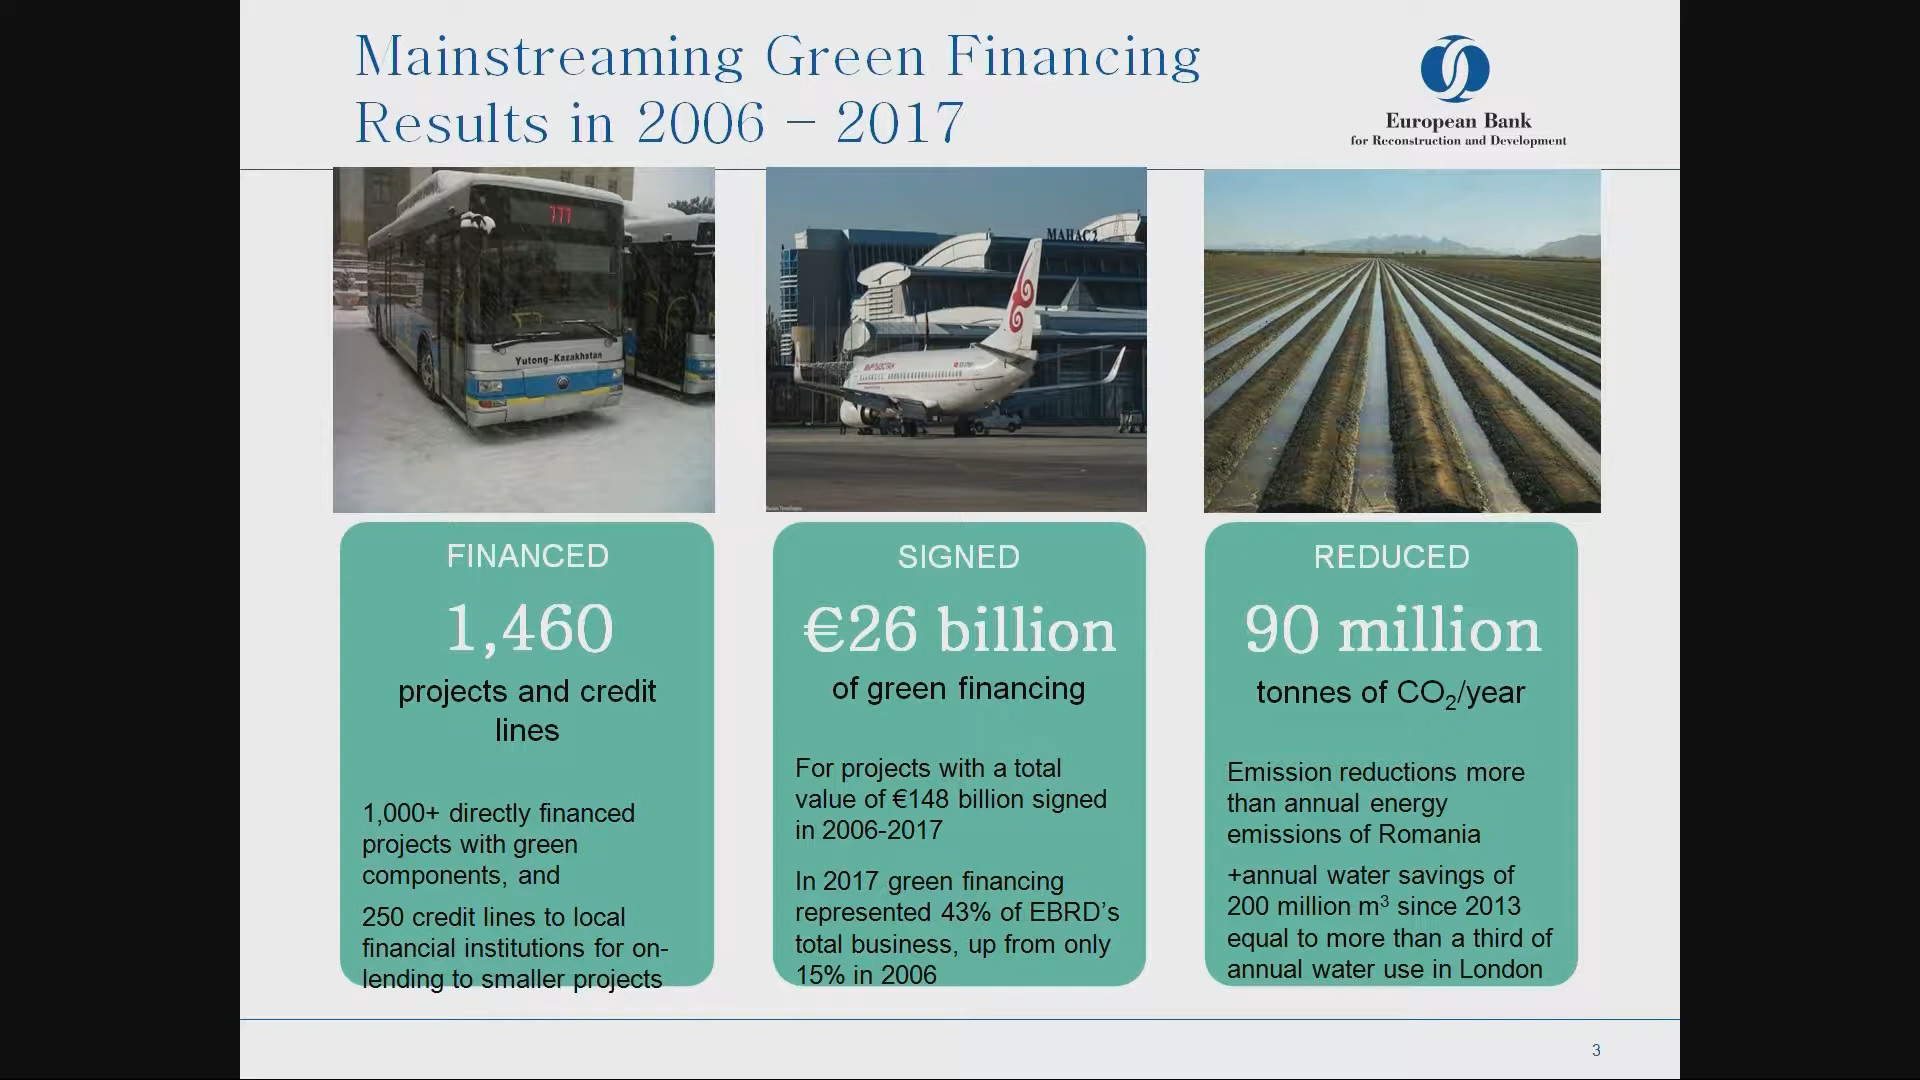 Mainstreaming Green Financing
Results in 2006 – 2017
European Bank
for Reconstruction and Development
777
Yutong-Kazakhstan
МАНАС2
КЫРГЫЗСТАН
FINANCED
1,460
projects and credit
lines
1,000+ directly financed
projects with green
components, and
250 credit lines to local
financial institutions for on-
lending to smaller projects
SIGNED
€26 billion
of green financing
For projects with a total
value of €148 billion signed
in 2006-2017
In 2017 green financing
represented 43% of EBRD’s
total business, up from only
15% in 2006
REDUCED
90 million
tonnes of CO₂/year
Emission reductions more
than annual energy
emissions of Romania
+annual water savings of
200 million m³ since 2013
equal to more than a third of
annual water use in London
3